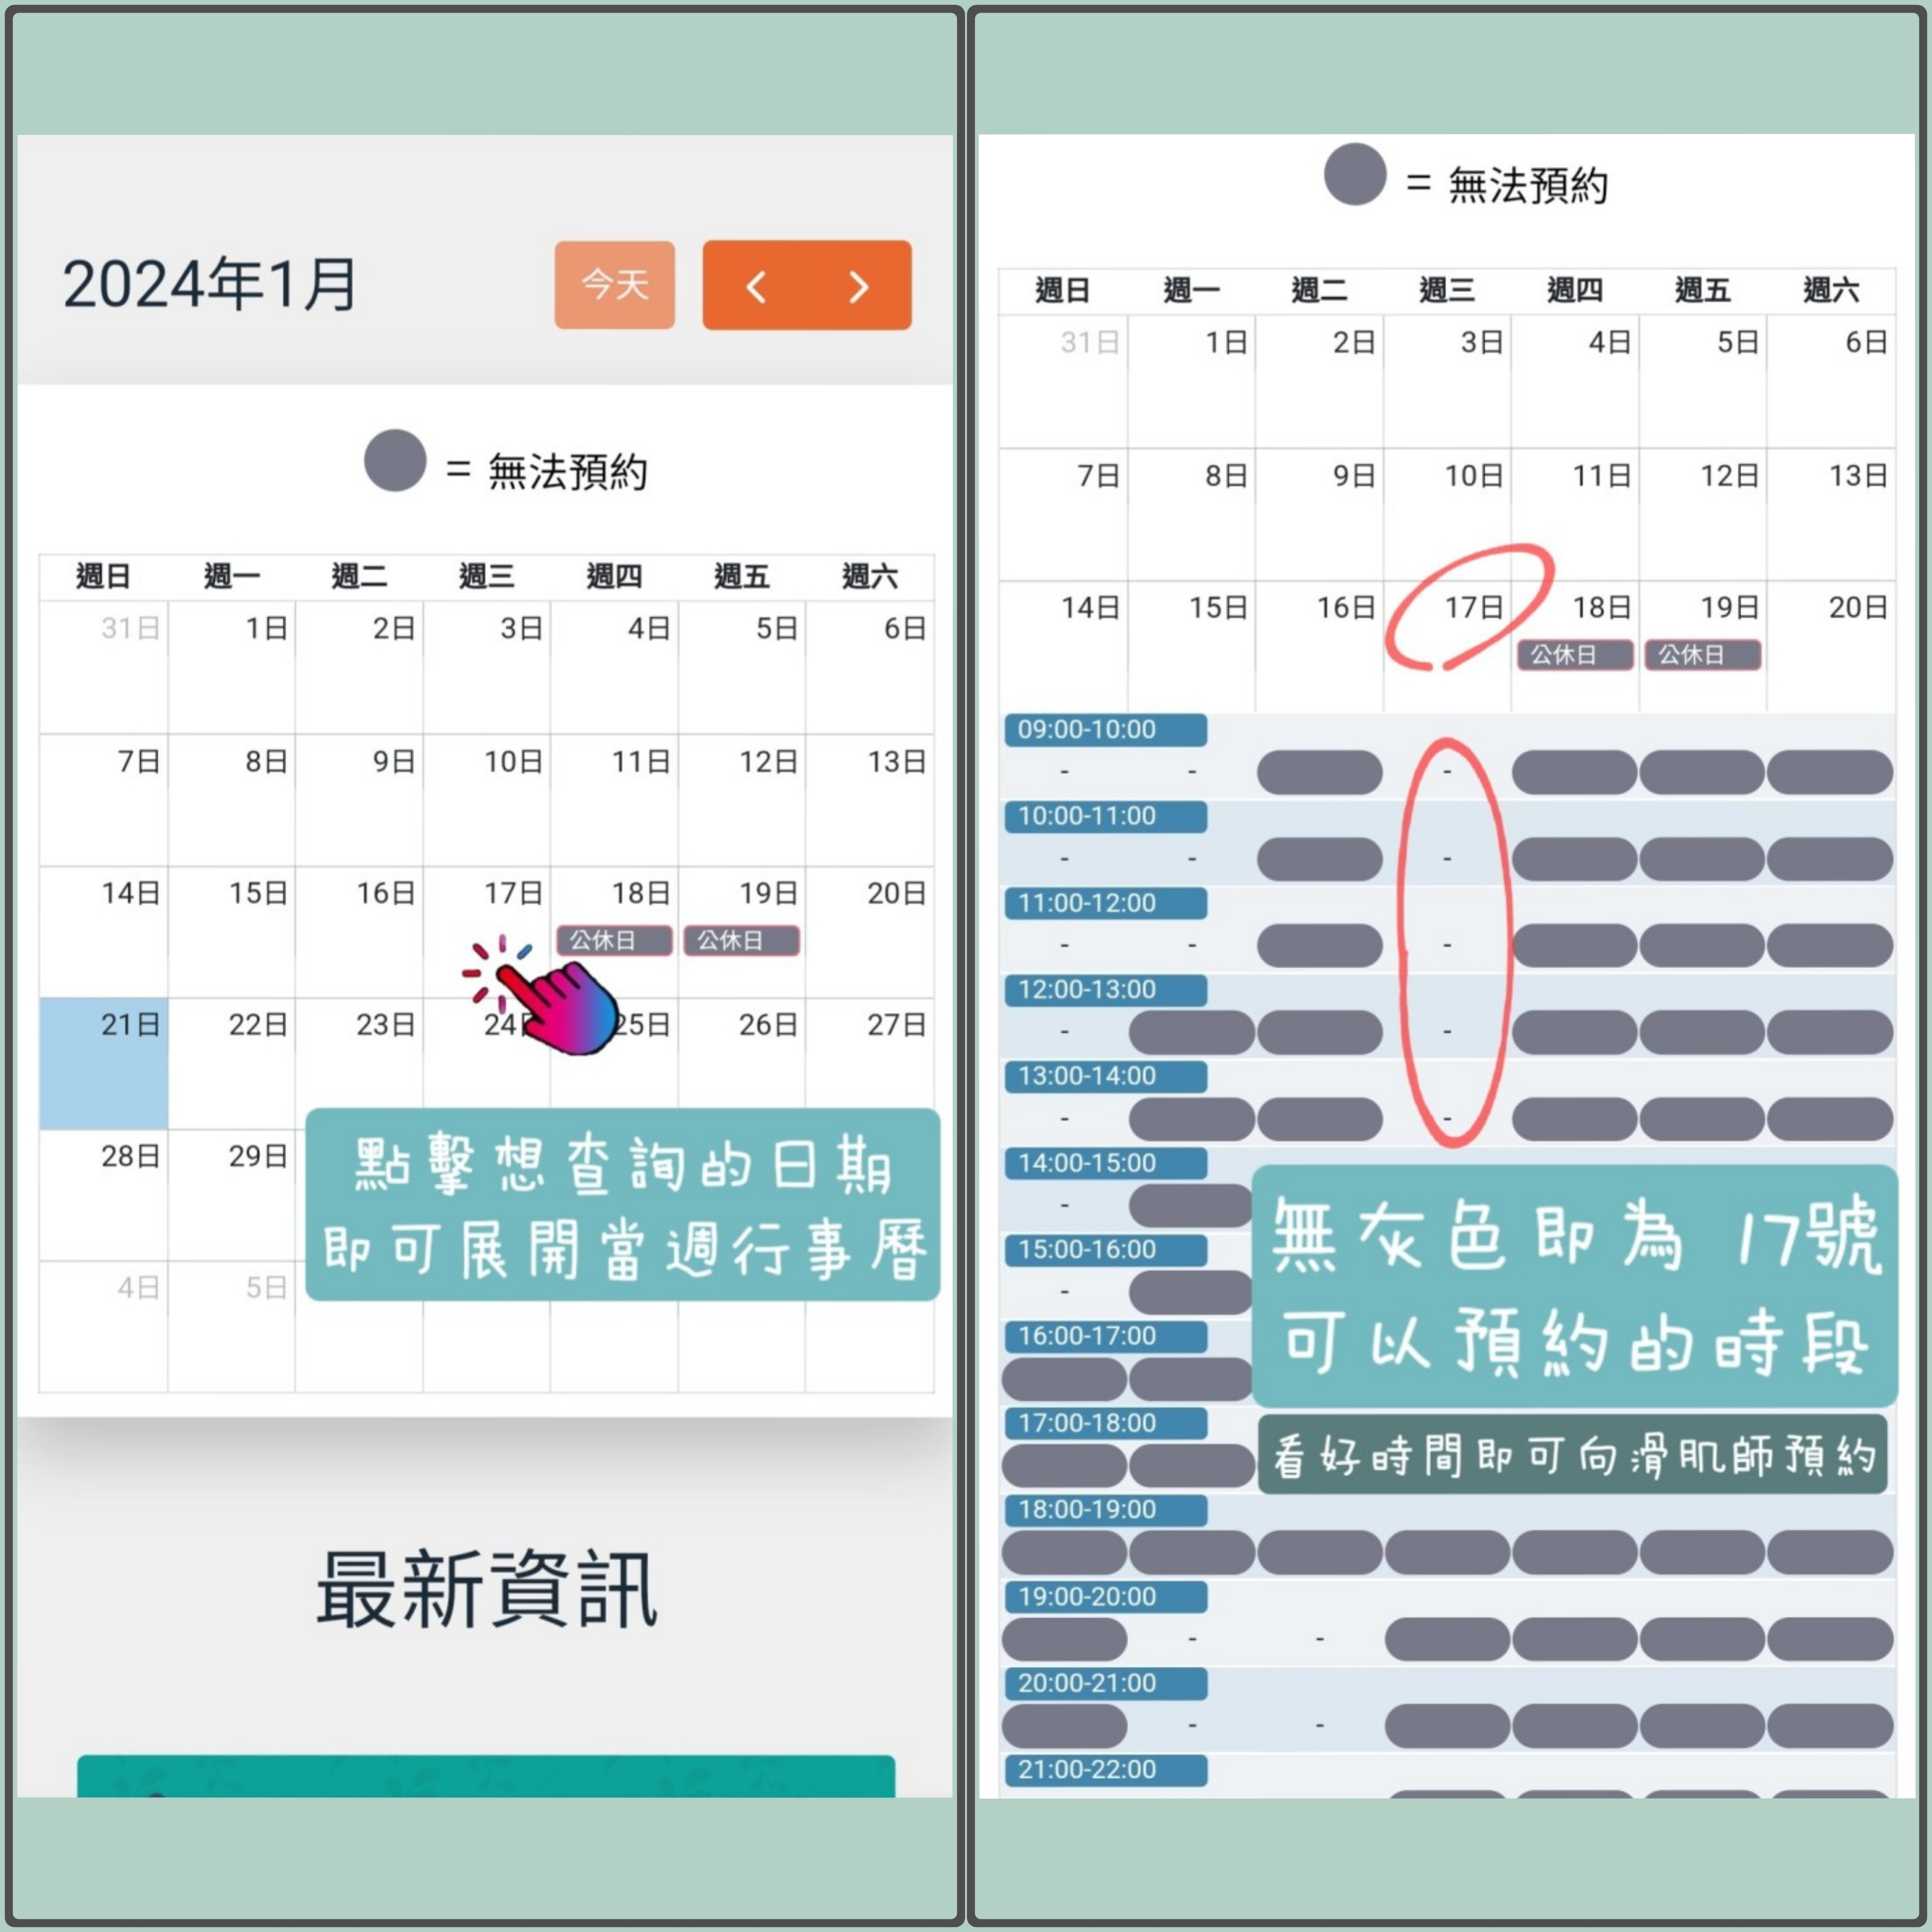 2024年1月
今天
< >
= 無法預約
週日 週一 週二 週三 週四 週五 週六
31日 1日 2日 3日 4日 5日 6日
7日 8日 9日 10日 11日 12日 13日
14日 15日 16日 17日 18日 19日 20日
公休日 公休日
21日 22日 23日 24 25日 26日 27日
28日 29日
點擊想查詢的日期
即可展開當週行事曆
4日 5日
最新資訊
= 無法預約
週日 週一 週二 週三 週四 週五 週六
31日 1日 2日 3日 4日 5日 6日
7日 8日 9日 10日 11日 12日 13日
14日 15日 16日 17日 18日 19日 20日
公休日 公休日
09:00-10:00
- - -
10:00-11:00
- - -
11:00-12:00
- - -
12:00-13:00
- -
13:00-14:00
- -
14:00-15:00
-
15:00-16:00
-
無灰色即為 17號
可以預約的時段
16:00-17:00
17:00-18:00
看好時間即可向滑肌師預約
18:00-19:00
19:00-20:00
- -
20:00-21:00
- -
21:00-22:00